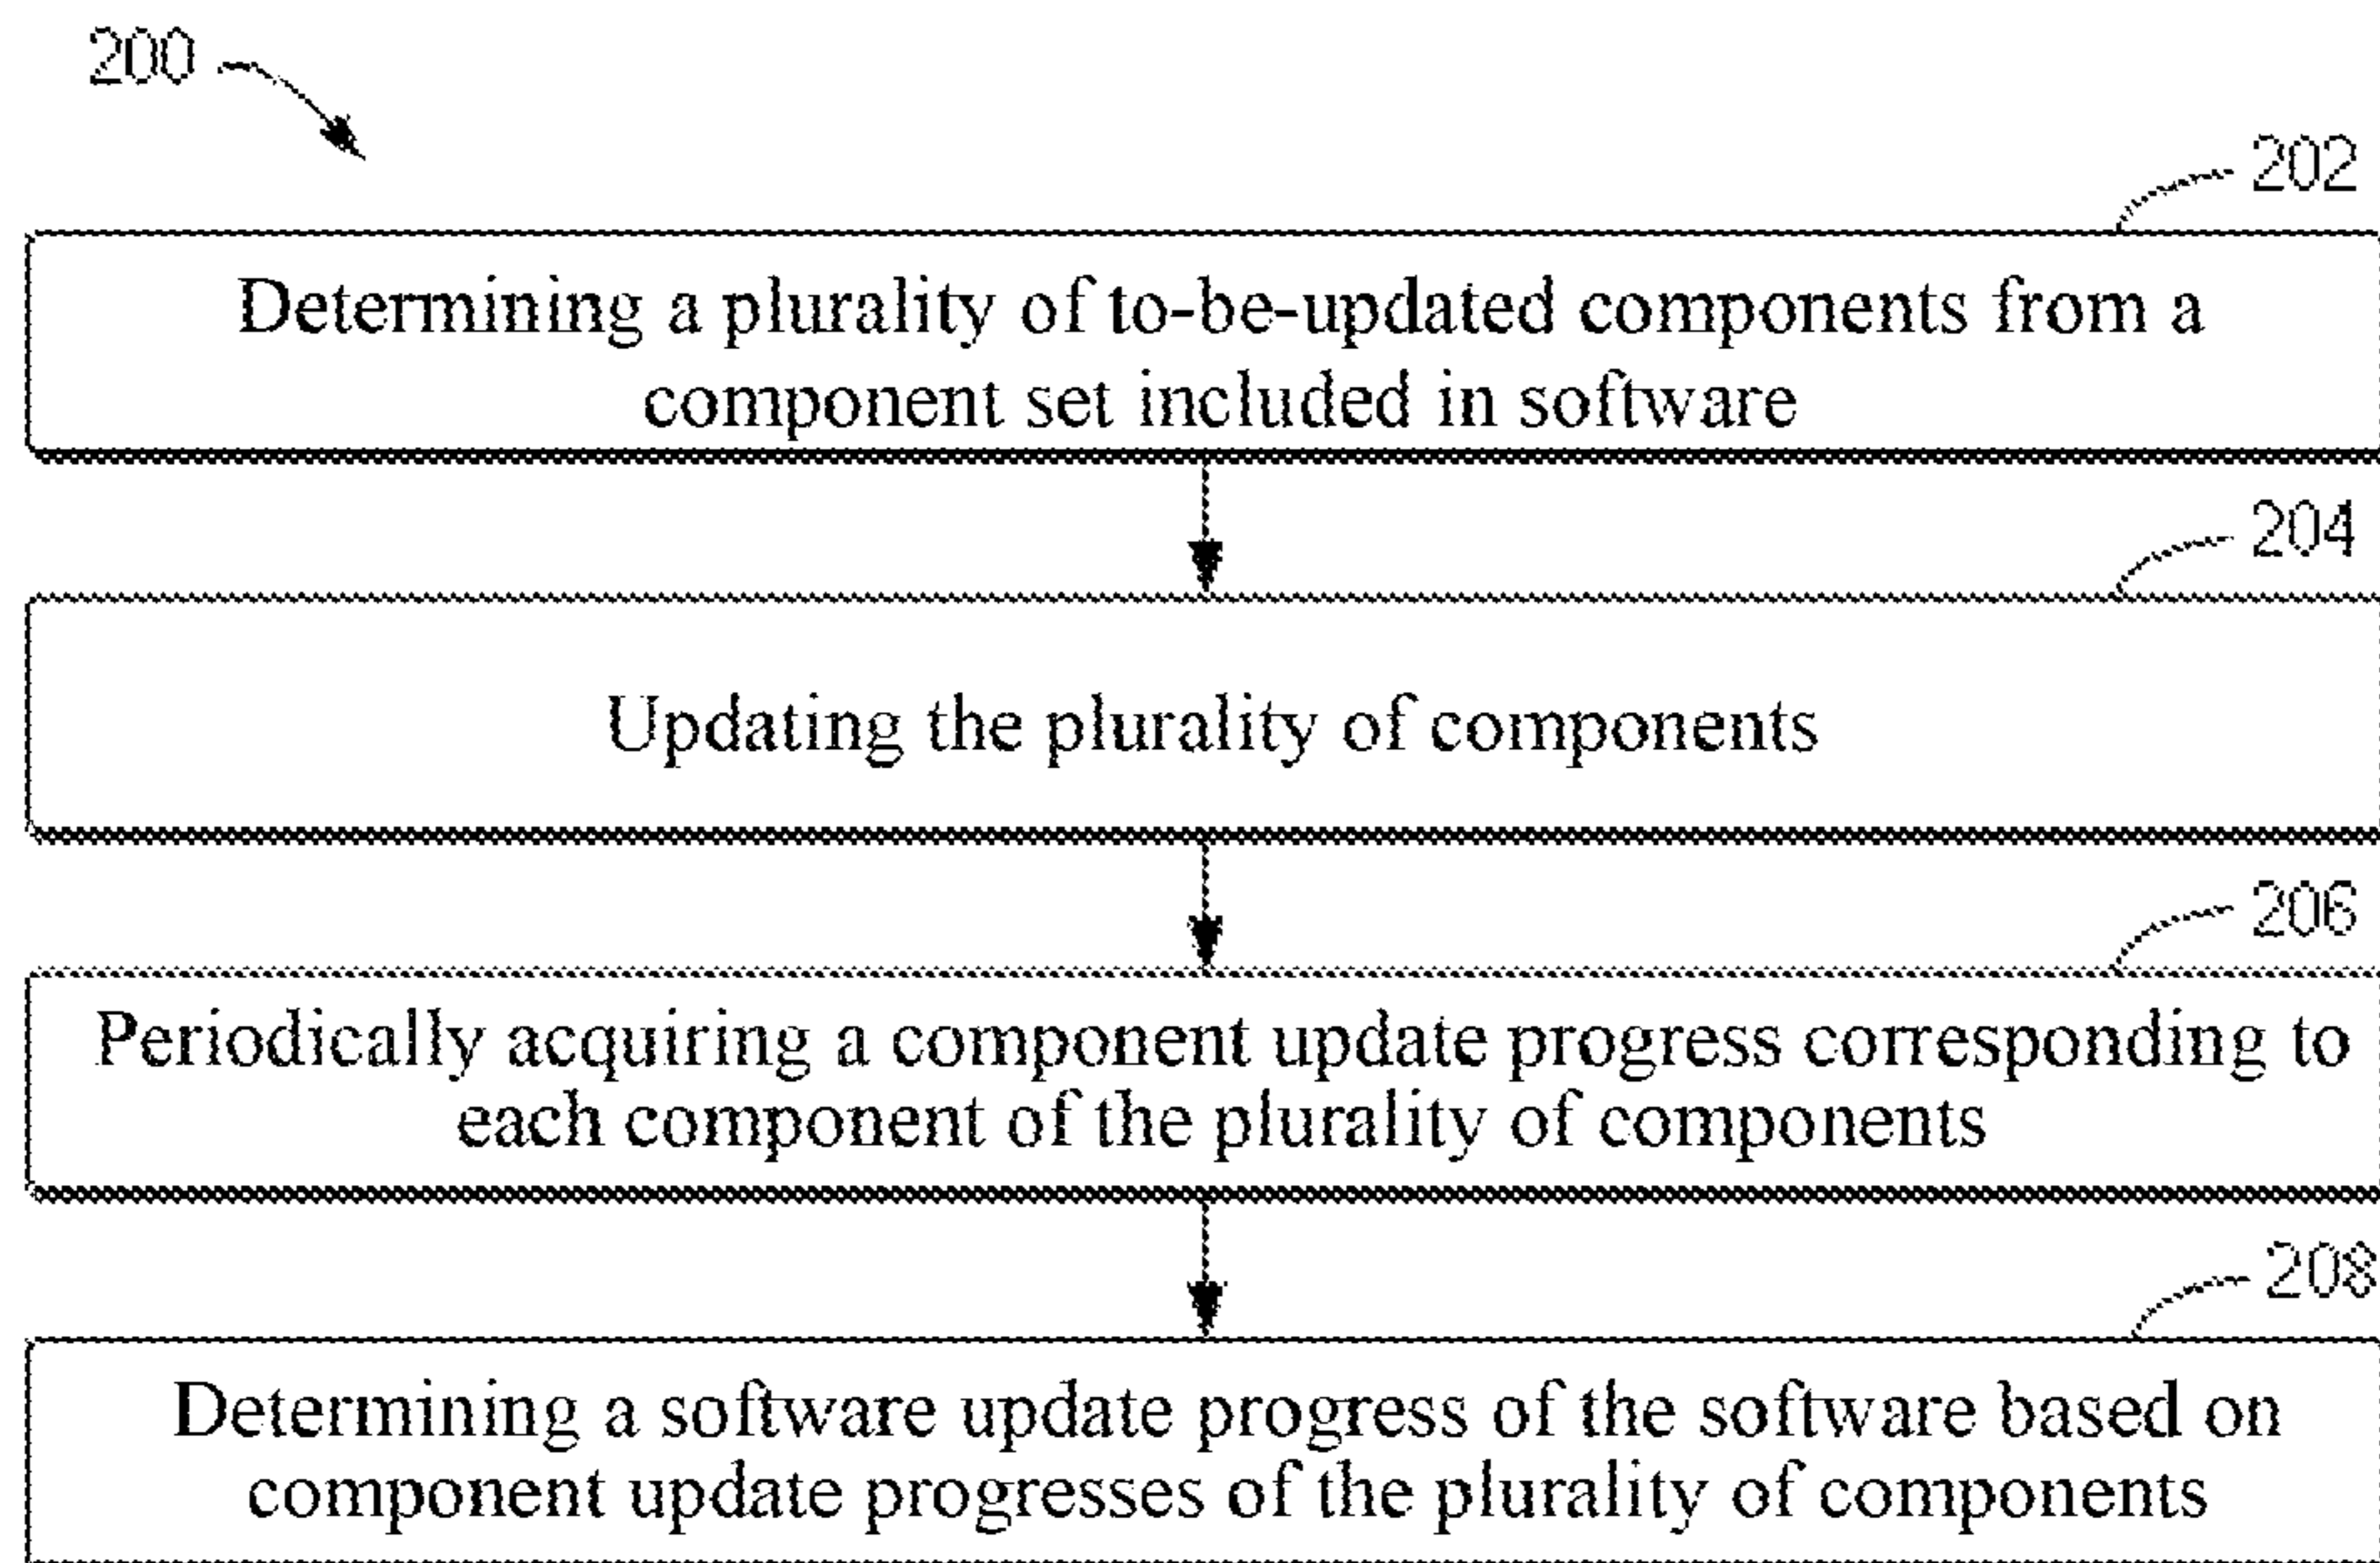 200
202
Determining a plurality of to-be-updated components from a
component set included in software
204
Updating the plurality of components
206
Periodically acquiring a component update progress corresponding to
each component of the plurality of components
208
Determining a software update progress of the software based on
component update progresses of the plurality of components